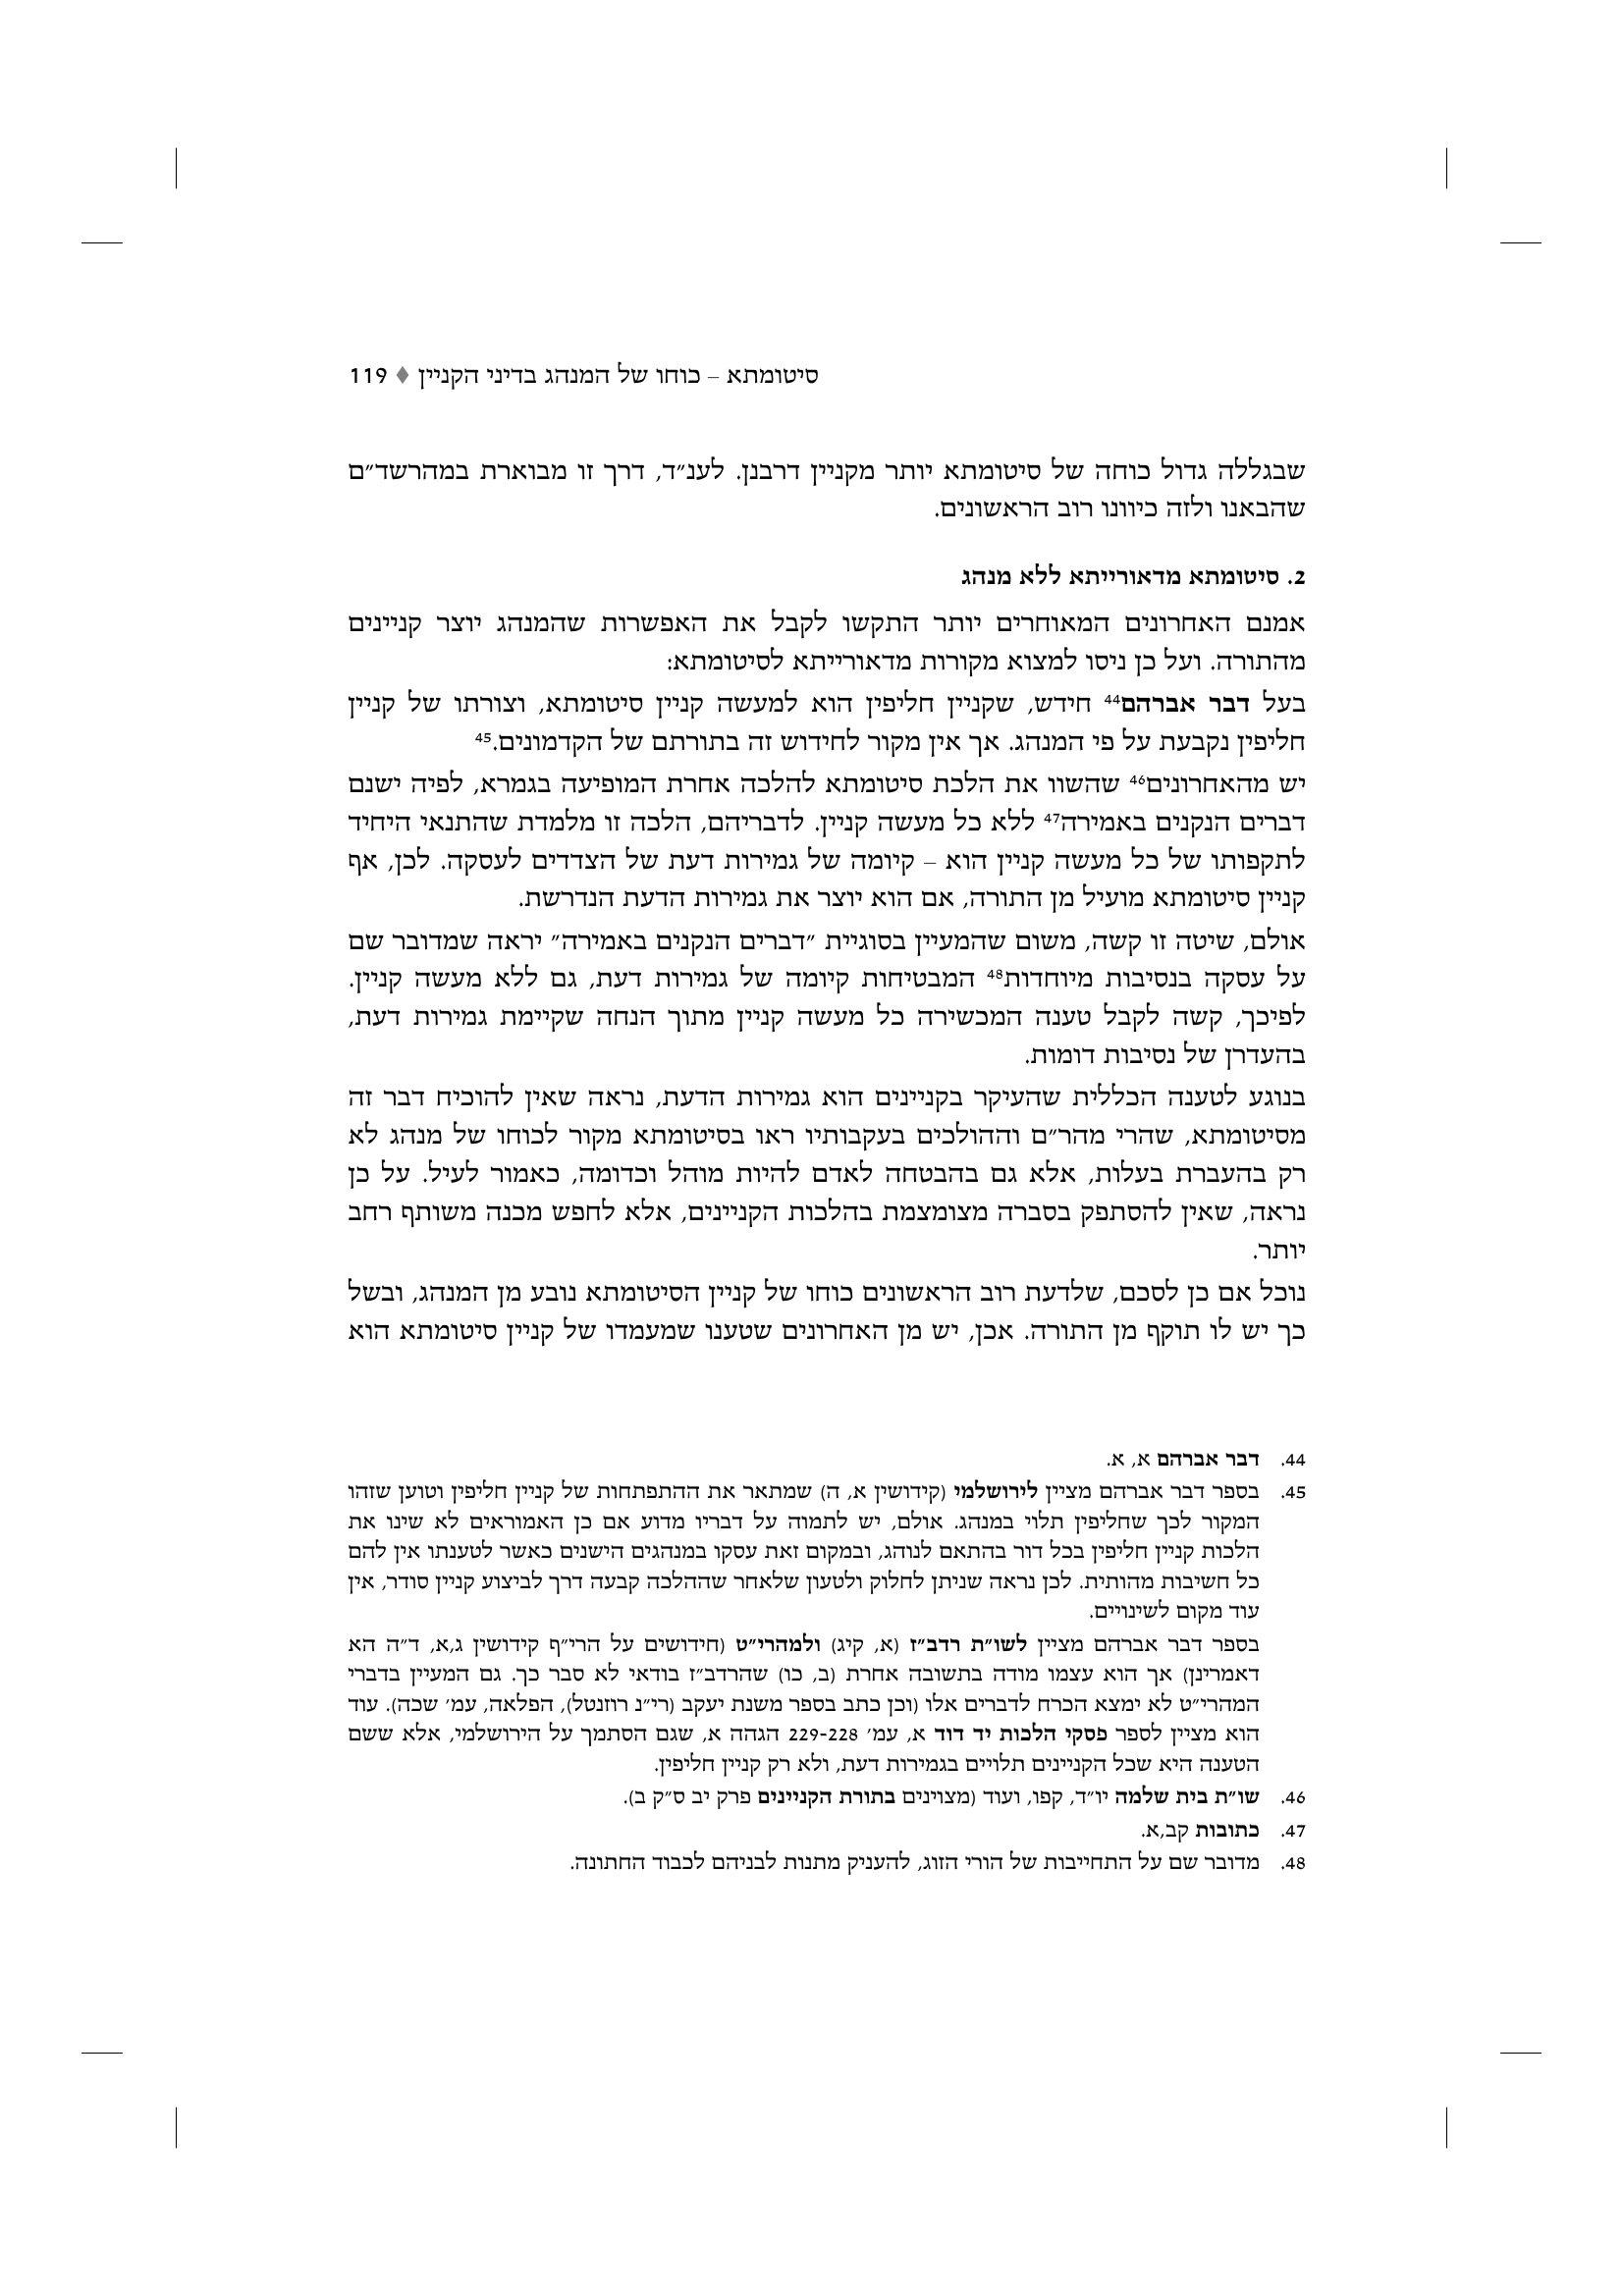 סיטומתא – כוחו של המנהג בדיני הקניין ♦ 119
שבגללה גדול כוחה של סיטומתא יותר מקניין דרבנן. לענ״ד, דרך זו מבוארת במהרשד״ם
שהבאנו ולזה כיוונו רוב הראשונים.
2. סיטומתא מדאורייתא ללא מנהג
אמנם האחרונים המאוחרים יותר התקשו לקבל את האפשרות שהמנהג יוצר קניינים
מהתורה. ועל כן ניסו למצוא מקורות מדאורייתא לסיטומתא:
בעל דבר אברהם44 חידש, שקניין חליפין הוא למעשה קניין סיטומתא, וצורתו של קניין
חליפין נקבעת על פי המנהג. אך אין מקור לחידוש זה בתורתם של הקדמונים.45
יש מהאחרונים46 שהשוו את הלכת סיטומתא להלכה אחרת המופיעה בגמרא, לפיה ישנם
דברים הנקנים באמירה47 ללא כל מעשה קניין. לדבריהם, הלכה זו מלמדת שהתנאי היחיד
לתקפותו של כל מעשה קניין הוא – קיומה של גמירות דעת של הצדדים לעסקה. לכן, אף
קניין סיטומתא מועיל מן התורה, אם הוא יוצר את גמירות הדעת הנדרשת.
אולם, שיטה זו קשה, משום שהמעיין בסוגיית ״דברים הנקנים באמירה״ יראה שמדובר שם
על עסקה בנסיבות מיוחדות48 המבטיחות קיומה של גמירות דעת, גם ללא מעשה קניין.
לפיכך, קשה לקבל טענה המכשירה כל מעשה קניין מתוך הנחה שקיימת גמירות דעת,
בהעדרן של נסיבות דומות.
בנוגע לטענה הכללית שהעיקר בקניינים הוא גמירות הדעת, נראה שאין להוכיח דבר זה
מסיטומתא, שהרי מהר״ם וההולכים בעקבותיו ראו בסיטומתא מקור לכוחו של מנהג לא
רק בהעברת בעלות, אלא גם בהבטחה לאדם להיות מוהל וכדומה, כאמור לעיל. על כן
נראה, שאין להסתפק בסברה מצומצמת בהלכות הקניינים, אלא לחפש מכנה משותף רחב
יותר.
נוכל אם כן לסכם, שלדעת רוב הראשונים כוחו של קניין הסיטומתא נובע מן המנהג, ובשל
כך יש לו תוקף מן התורה. אכן, יש מן האחרונים שטענו שמעמדו של קניין סיטומתא הוא
44. דבר אברהם א, א.
45. בספר דבר אברהם מציין לירושלמי (קידושין א, ה) שמתאר את ההתפתחות של קניין חליפין וטוען שזהו
המקור לכך שחליפין תלוי במנהג. אולם, יש לתמוה על דבריו מדוע אם כן האמוראים לא שינו את
הלכות קניין חליפין בכל דור בהתאם לנוהג, ובמקום זאת עסקו במנהגים הישנים כאשר לטענתו אין להם
כל חשיבות מהותית. לכן נראה שניתן לחלוק ולטעון שלאחר שההלכה קבעה דרך לביצוע קניין סודר, אין
עוד מקום לשינויים.
בספר דבר אברהם מציין לשו״ת רדב״ז (א, קיג) ולמהרי״ט (חידושים על הרי״ף קידושין ג,א, ד״ה הא
דאמרינן) אך הוא עצמו מודה בתשובה אחרת (ב, כו) שהרדב״ז בודאי לא סבר כך. גם המעיין בדברי
המהרי״ט לא ימצא הכרח לדברים אלו (וכן כתב בספר משנת יעקב (רי״נ רוזנטל), הפלאה, עמ׳ שכה). עוד
הוא מציין לספר פסקי הלכות יד דוד א, עמ׳ 229-228 הגהה א, שגם הסתמך על הירושלמי, אלא ששם
הטענה היא שכל הקניינים תלויים בגמירות דעת, ולא רק קניין חליפין.
46. שו״ת בית שלמה יו״ד, קפו, ועוד (מצוינים בתורת הקניינים פרק יב ס״ק ב).
47. כתובות קב,א.
48. מדובר שם על התחייבות של הורי הזוג, להעניק מתנות לבניהם לכבוד החתונה.